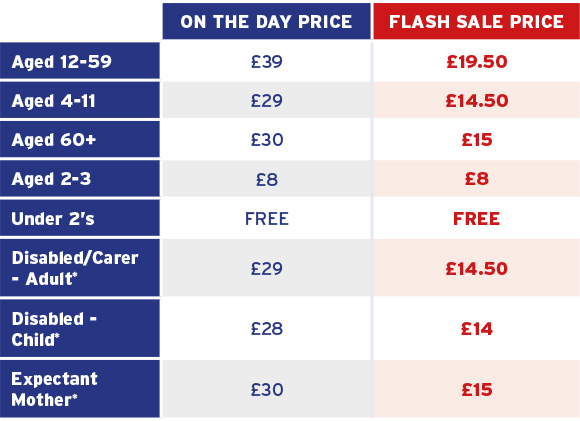 ON THE DAY PRICE FLASH SALE PRICE
Aged 12-59 £39 £19.50
Aged 4-11 £29 £14.50
Aged 60+ £30 £15
Aged 2-3 £8 £8
Under 2's FREE FREE
Disabled/Carer
- Adult* £29 £14.50
Disabled -
Child* £28 £14
Expectant
Mother* £30 £15